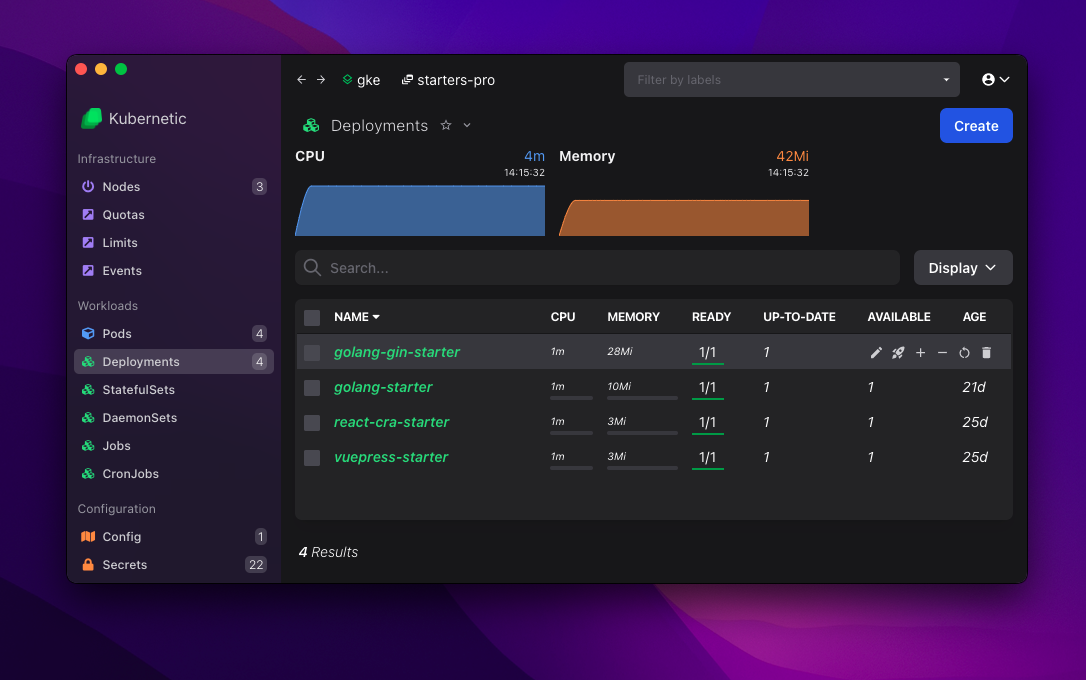 gke starters-pro Filter by labels
Kubernetic
Infrastructure
Nodes 3
Quotas
Limits
Events
Workloads
Pods 4
Deployments 4
StatefulSets
DaemonSets
Jobs
CronJobs
Configuration
Config 1
Secrets 22
Deployments
Create
CPU 4m
14:15:32
Memory 42Mi
14:15:32
Search...
Display
NAME CPU MEMORY READY UP-TO-DATE AVAILABLE AGE
golang-gin-starter 1m 28Mi 1/1 1
golang-starter 1m 10Mi 1/1 1 1 21d
react-cra-starter 1m 3Mi 1/1 1 1 25d
vuepress-starter 1m 3Mi 1/1 1 1 25d
4 Results